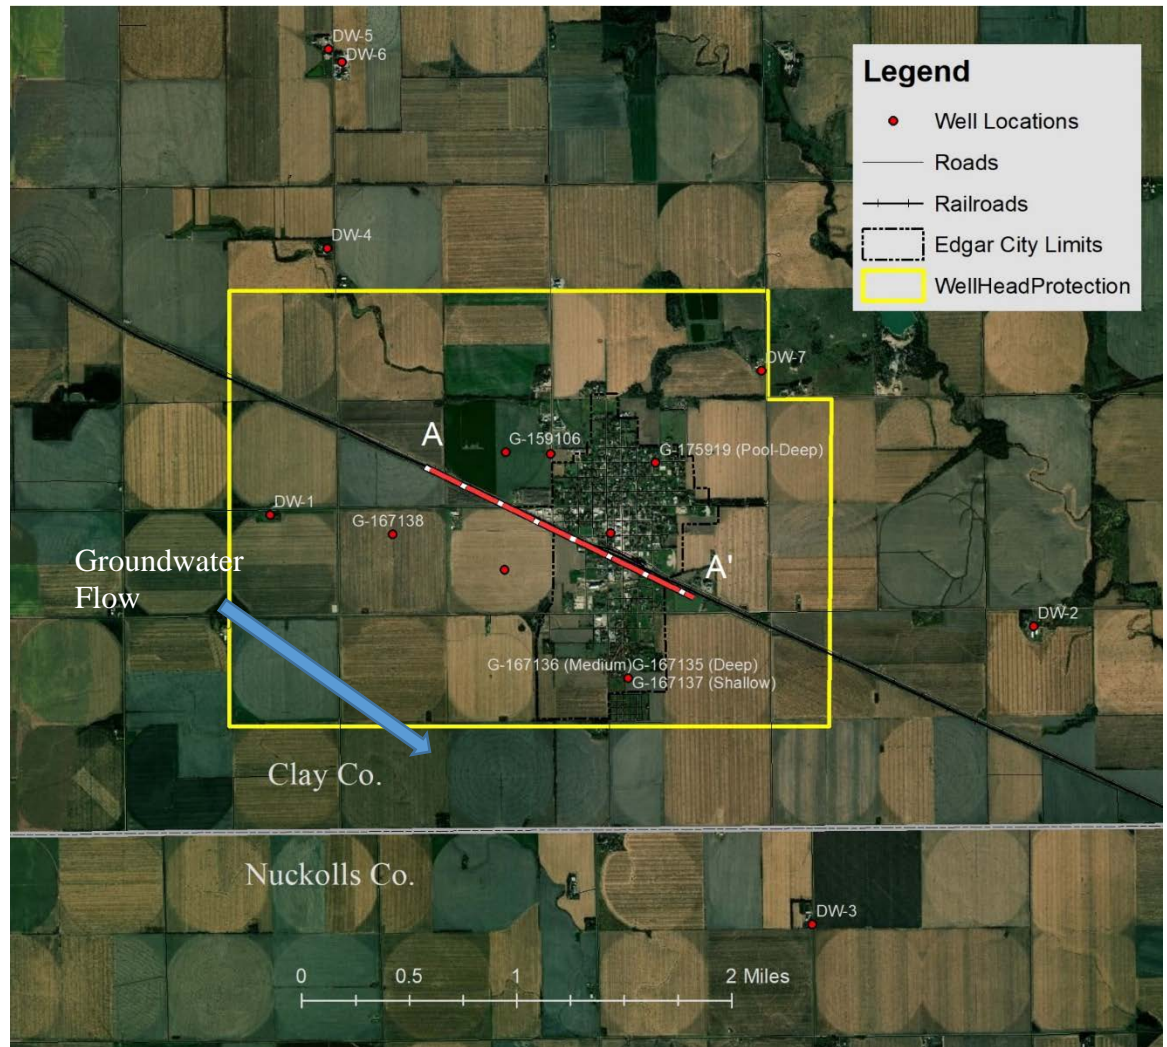 DW-5
DW-6
Legend
Well Locations
Roads
Railroads
Edgar City Limits
WellHeadProtection
DW-4
DW-7
A
G-159106
G-175919 (Pool-Deep)
DW-1
G-167138
Groundwater
Flow
A'
DW-2
G-167136 (Medium)G-167135 (Deep)
G-167137 (Shallow)
Clay Co.
Nuckolls Co.
DW-3
0 0.5 1 2 Miles